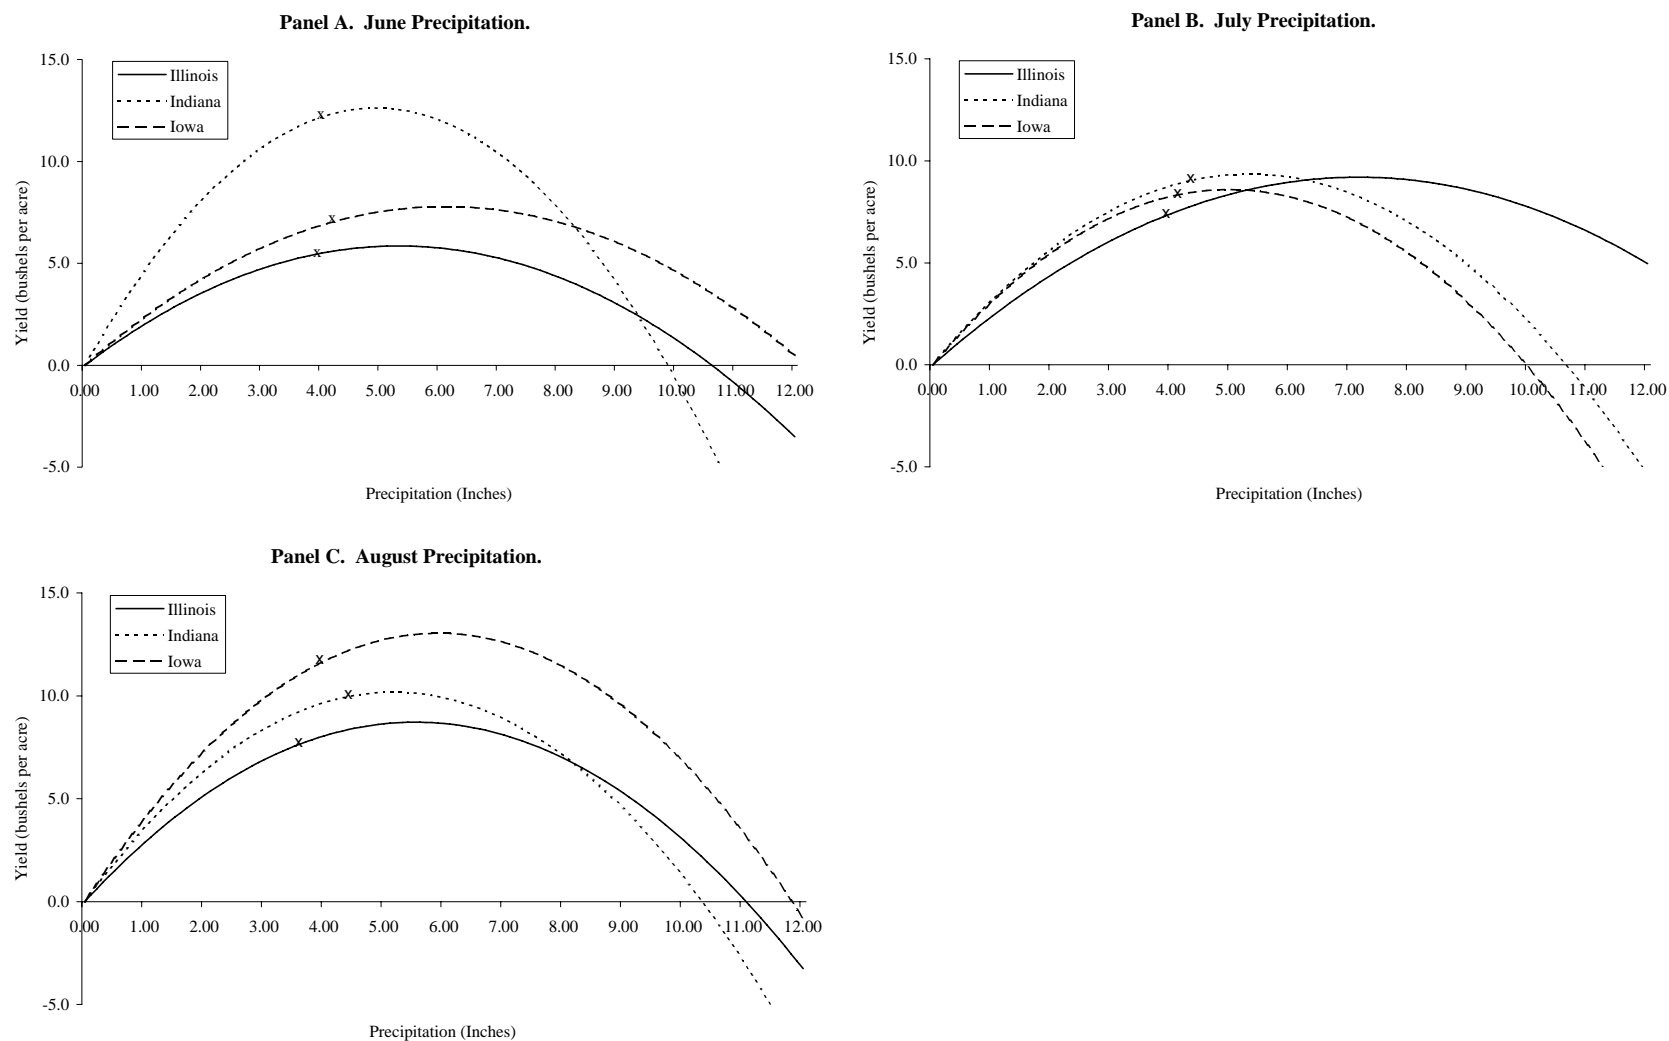 Panel A.  June Precipitation.
15.0
10.0
5.0
0.0
-5.0
Yield (bushels per acre)
Illinois
Indiana
Iowa
x
x
x
0.00 1.00 2.00 3.00 4.00 5.00 6.00 7.00 8.00 9.00 10.00 11.00 12.00
Precipitation (Inches)
Panel B.  July Precipitation.
15.0
10.0
5.0
0.0
-5.0
Yield (bushels per acre)
Illinois
Indiana
Iowa
x
x
x
0.00 1.00 2.00 3.00 4.00 5.00 6.00 7.00 8.00 9.00 10.00 11.00 12.00
Precipitation (Inches)
Panel C.  August Precipitation.
15.0
10.0
5.0
0.0
-5.0
Yield (bushels per acre)
Illinois
Indiana
Iowa
x
x
x
0.00 1.00 2.00 3.00 4.00 5.00 6.00 7.00 8.00 9.00 10.00 11.00 12.00
Precipitation (Inches)